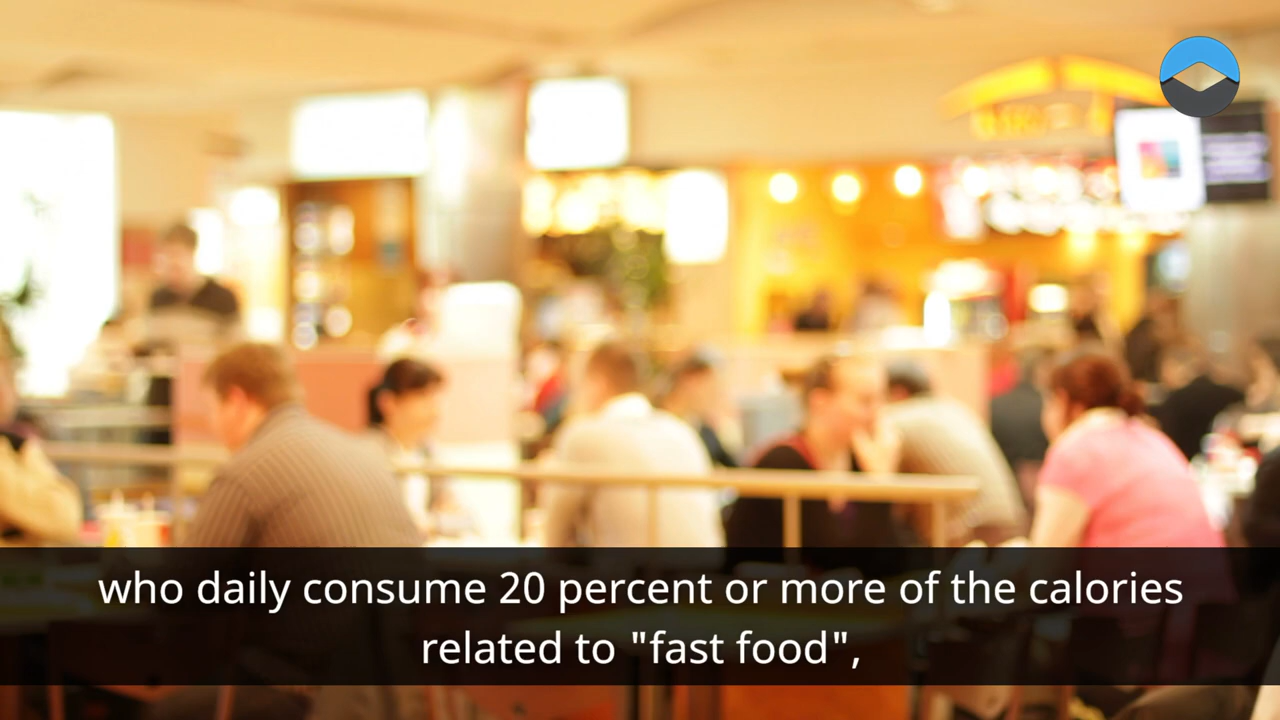 who daily consume 20 percent or more of the calories
related to "fast food",